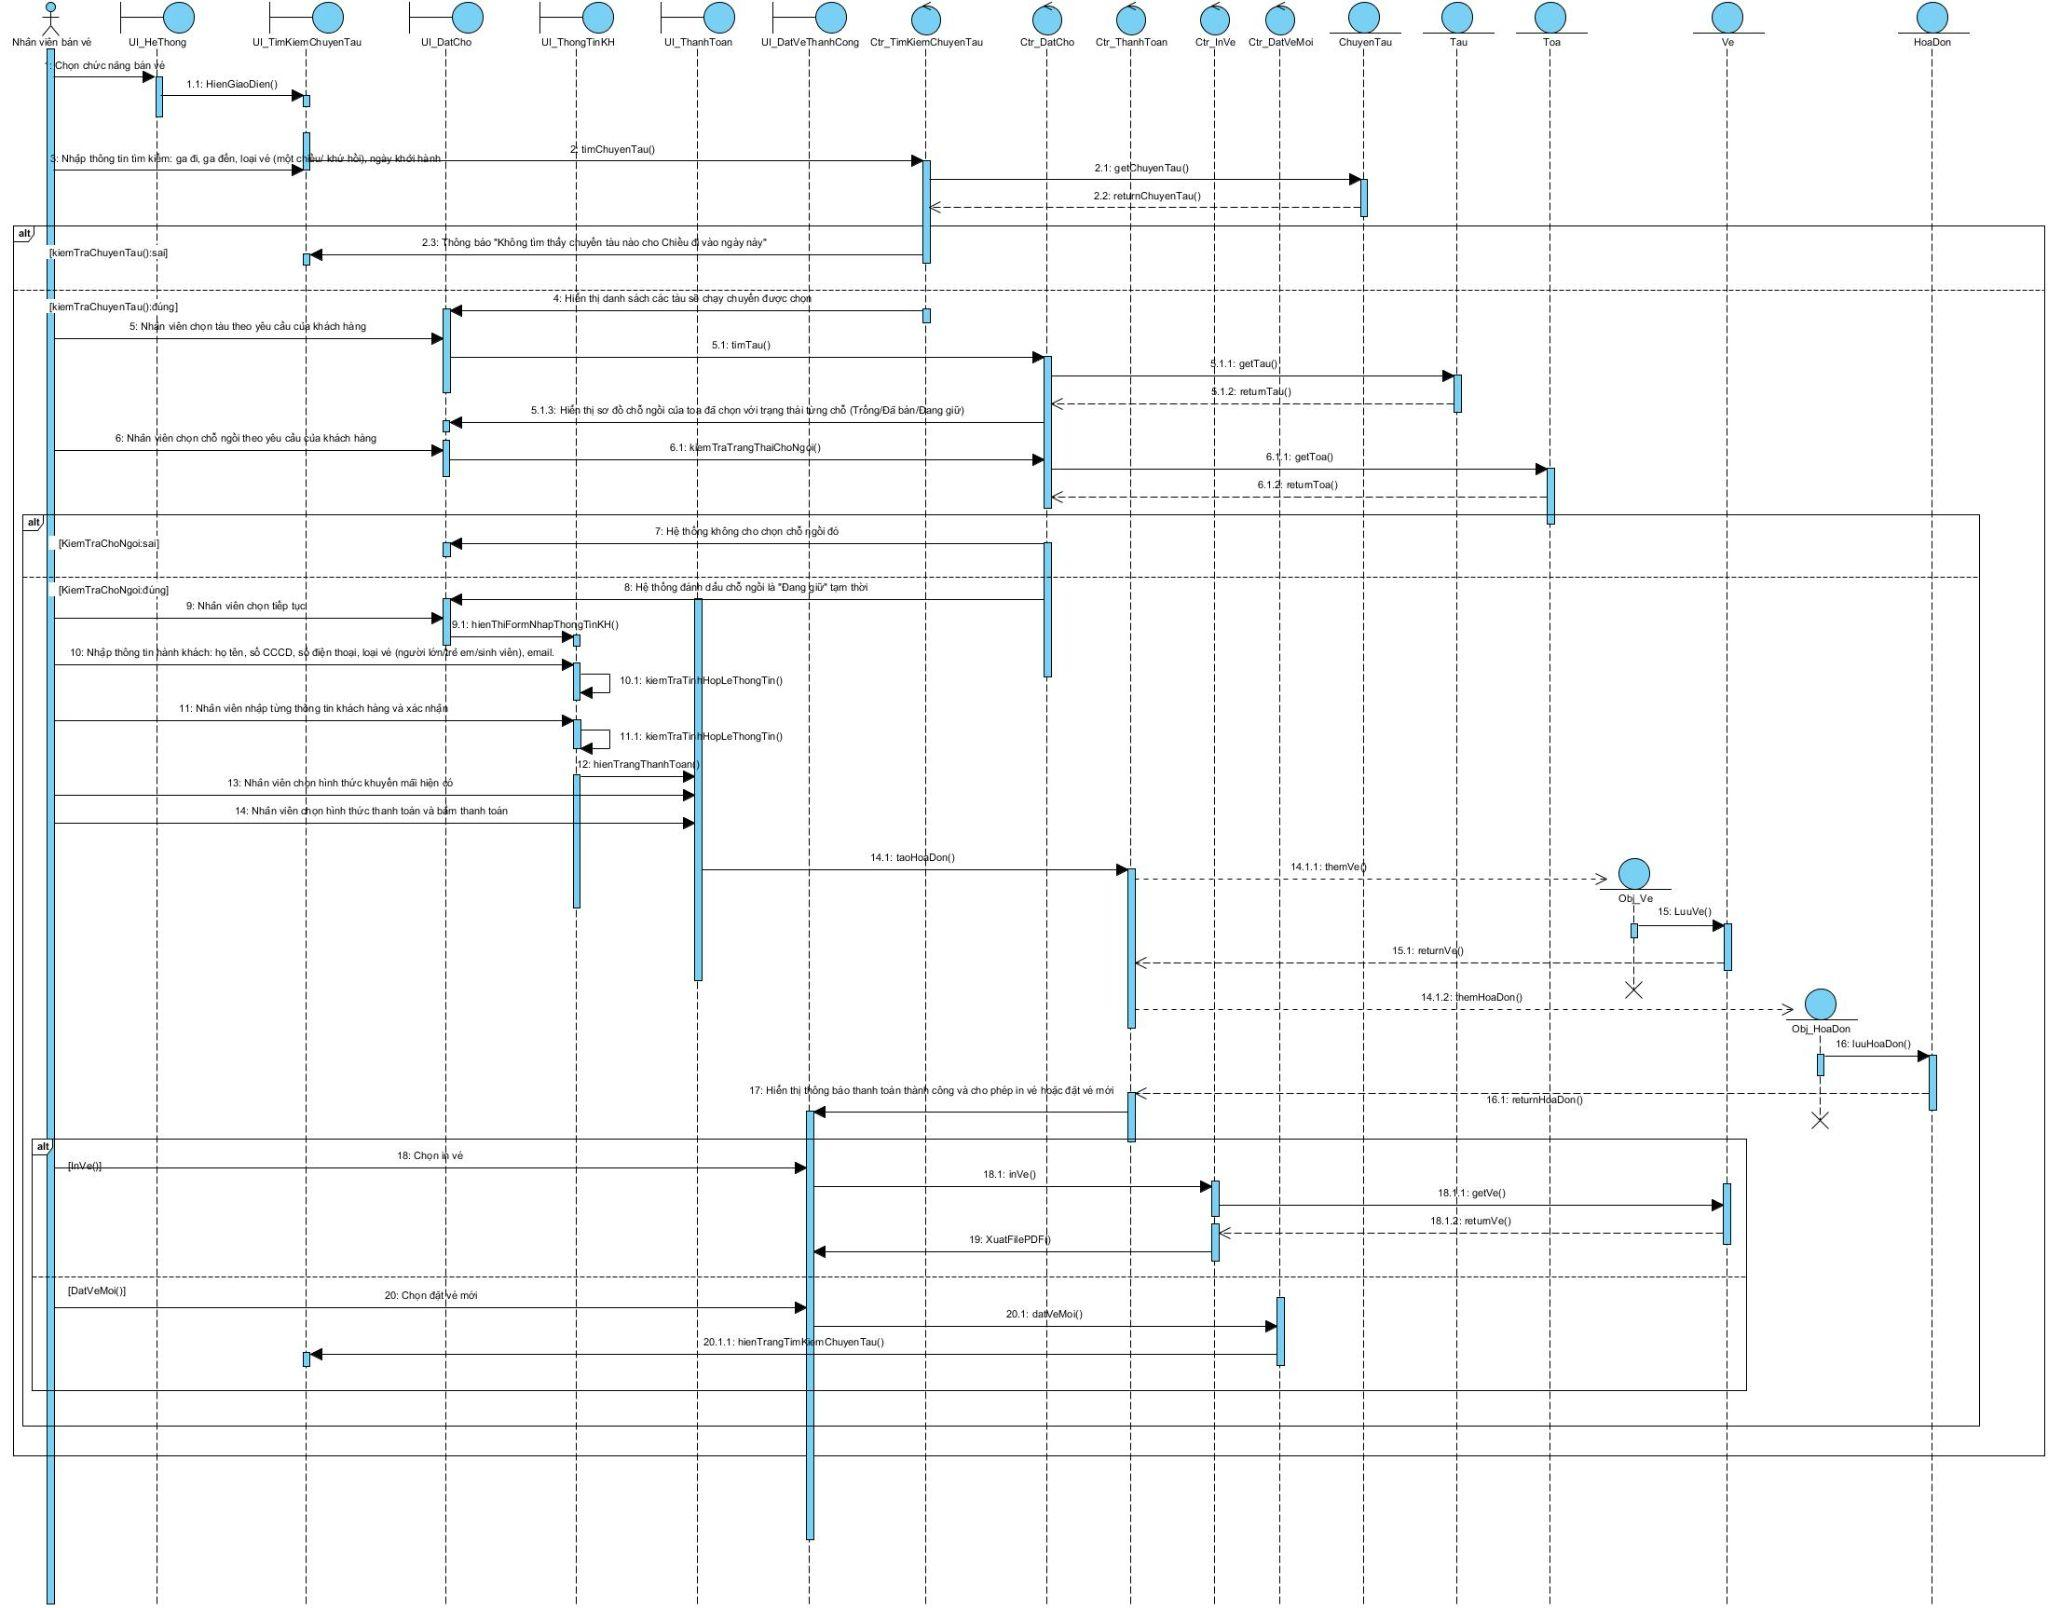 Nhân viên bán vé
UI_HeThong
UI_TimKiemChuyenTau
UI_DatCho
UI_ThongTinKH
UI_ThanhToan
UI_DatVeThanhCong
Ctr_TimKiemChuyenTau
Ctr_DatCho
Ctr_ThanhToan
Ctr_InVe
Ctr_DatVeMoi
ChuyenTau
Tau
Toa
Ve
HoaDon
1: Chọn chức năng bán vé
1.1: HienGiaoDien()
2: timChuyenTau()
3: Nhập thông tin tìm kiếm: ga đi, ga đến, loại vé (một chiều/ khứ hồi), ngày khởi hành
2.1: getChuyenTau()
2.2: returnChuyenTau()
alt
2.3: Thông báo "Không tìm thấy chuyến tàu nào cho Chiều đi vào ngày này"
[kiemTraChuyenTau():sai]
4: Hiển thị danh sách các tàu sẽ chạy chuyến được chọn
[kiemTraChuyenTau():đúng]
5: Nhân viên chọn tàu theo yêu cầu của khách hàng
5.1: timTau()
5.1.1: getTau()
5.1.2: returnTau()
5.1.3: Hiển thị sơ đồ chỗ ngồi của toa đã chọn với trạng thái từng chỗ (Trống/Đã bán/Đang giữ)
6: Nhân viên chọn chỗ ngồi theo yêu cầu của khách hàng
6.1: kiemTraTrangThaiChoNgoi()
6.1.1: getToa()
6.1.2: returnToa()
alt
7: Hệ thống không cho chọn chỗ ngồi đó
[KiemTraChoNgoi:sai]
8: Hệ thống đánh dấu chỗ ngồi là "Đang giữ" tạm thời
[KiemTraChoNgoi:đúng]
9: Nhân viên chọn tiếp tục
9.1: hienThiFormNhapThongTinKH()
10: Nhập thông tin hành khách: họ tên, số CCCD, số điện thoại, loại vé (người lớn/trẻ em/sinh viên), email.
10.1: kiemTraTinhHopLeThongTin()
11: Nhân viên nhập từng thông tin khách hàng và xác nhận
11.1: kiemTraTinhHopLeThongTin()
12: hienTrangThanhToan()
13: Nhân viên chọn hình thức khuyến mãi hiện có
14: Nhân viên chọn hình thức thanh toán và bấm thanh toán
14.1: taoHoaDon()
14.1.1: themVe()
Obj_Ve
15: LuuVe()
15.1: returnVe()
14.1.2: themHoaDon()
Obj_HoaDon
16: luuHoaDon()
17: Hiển thị thông báo thanh toán thành công và cho phép in vé hoặc đặt vé mới
16.1: returnHoaDon()
alt
18: Chọn in vé
[InVe()]
18.1: inVe()
18.1.1: getVe()
18.1.2: returnVe()
19: XuatFilePDF()
[DatVeMoi()]
20: Chọn đặt vé mới
20.1: datVeMoi()
20.1.1: hienTrangTimKiemChuyenTau()